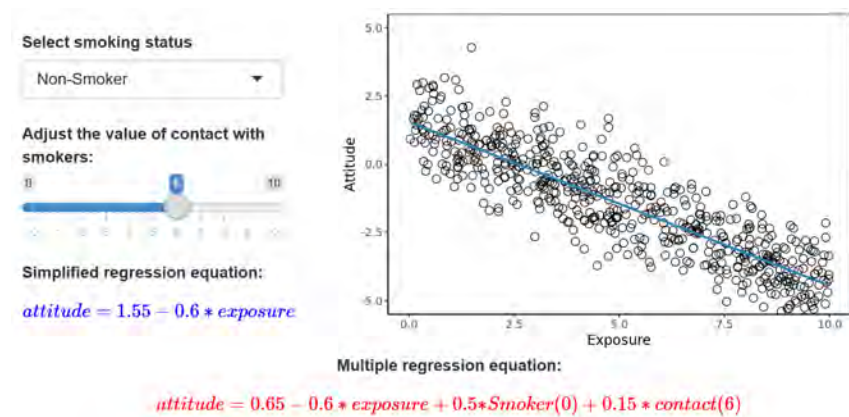 Select smoking status
Non-Smoker
Adjust the value of contact with
smokers:
0 6 10
Simplified regression equation:
attitude = 1.55 − 0.6 * exposure
5.0
2.5
0.0
-2.5
-5.0
Attitude
0.0 2.5 5.0 7.5 10.0
Exposure
Multiple regression equation:
attitude = 0.65 − 0.6 * exposure + 0.5*Smoker(0) + 0.15 * contact(6)